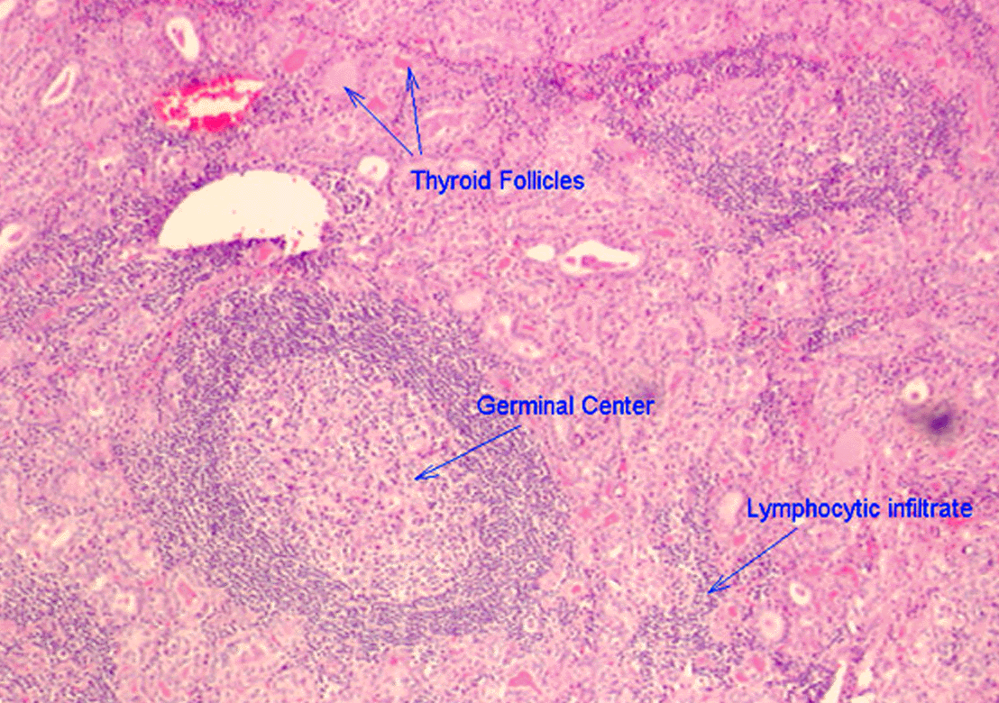 Thyroid Follicles
Germinal Center
Lymphocytic infiltrate